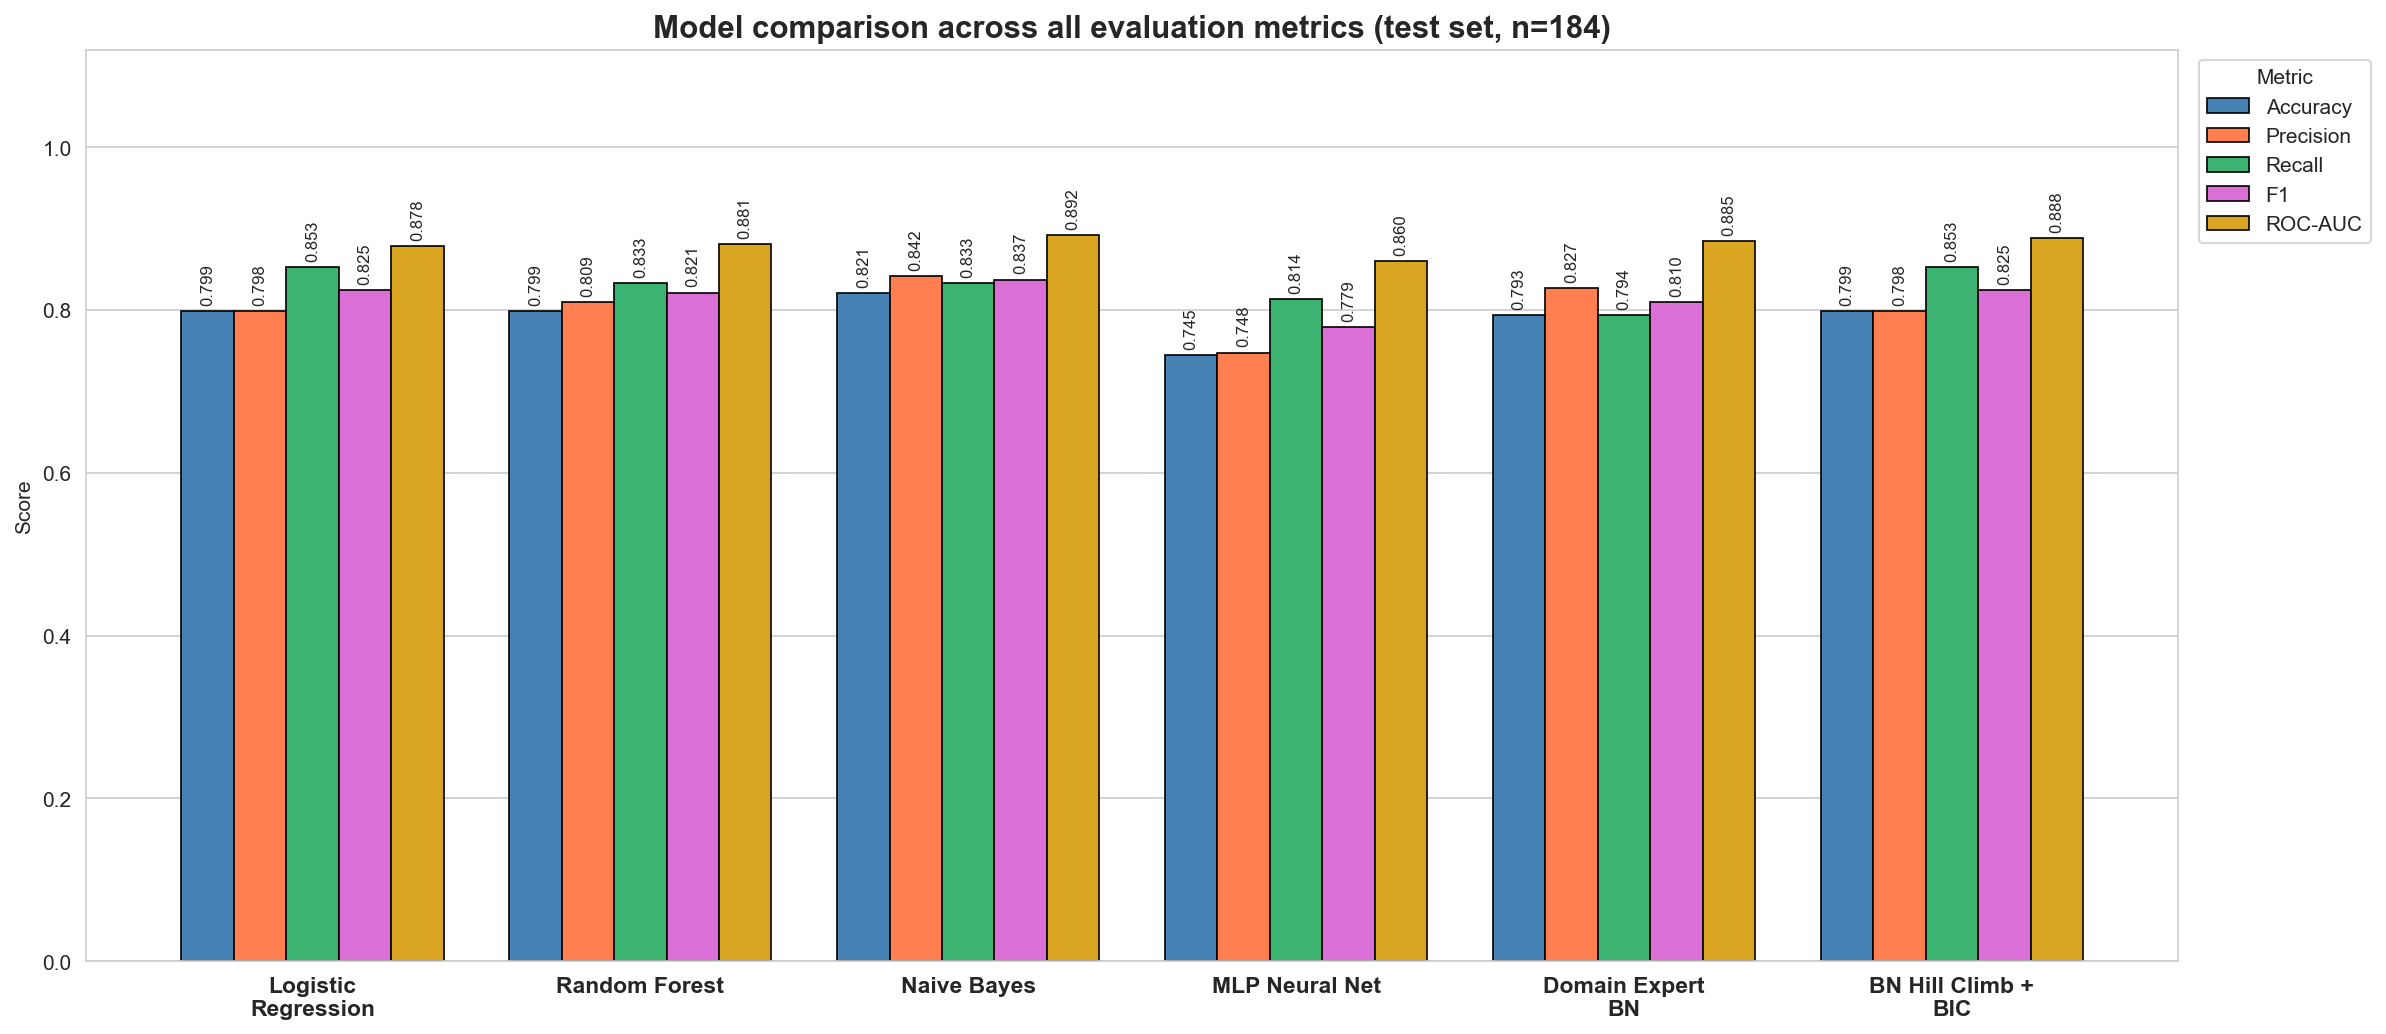 Model comparison across all evaluation metrics (test set, n=184)
Metric
Accuracy
Precision
Recall
F1
ROC-AUC
Score
1.0
0.8
0.6
0.4
0.2
0.0
0.799 0.798 0.853 0.825 0.878
0.799 0.809 0.833 0.821 0.881
0.821 0.842 0.833 0.837 0.892
0.745 0.748 0.814 0.779 0.860
0.793 0.827 0.794 0.810 0.885
0.799 0.798 0.853 0.825 0.888
Logistic
Regression
Random Forest
Naive Bayes
MLP Neural Net
Domain Expert
BN
BN Hill Climb +
BIC